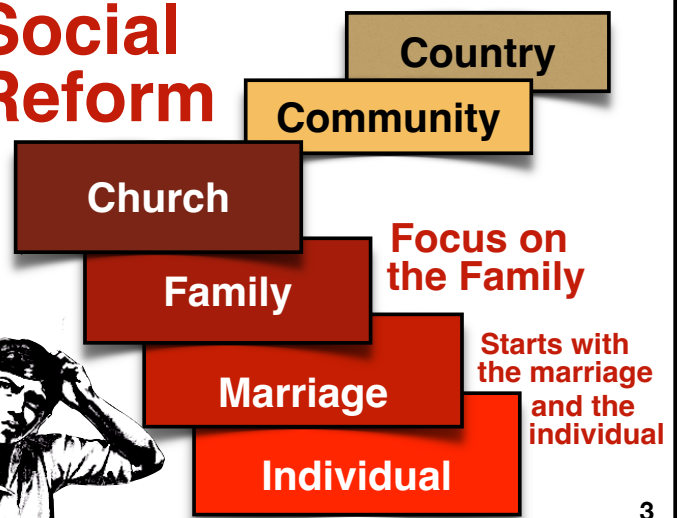 Social
Reform
Country
Community
Church
Focus on
the Family
Family
Starts with
the marriage
and the
individual
Marriage
Individual
3